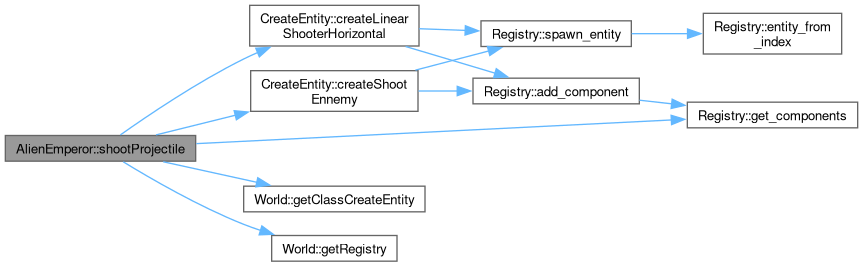 CreateEntity::createLinear
ShooterHorizontal
Registry::spawn_entity
Registry::entity_from
_index
CreateEntity::createShoot
Ennemy
Registry::add_component
Registry::get_components
AlienEmperor::shootProjectile
World::getClassCreateEntity
World::getRegistry